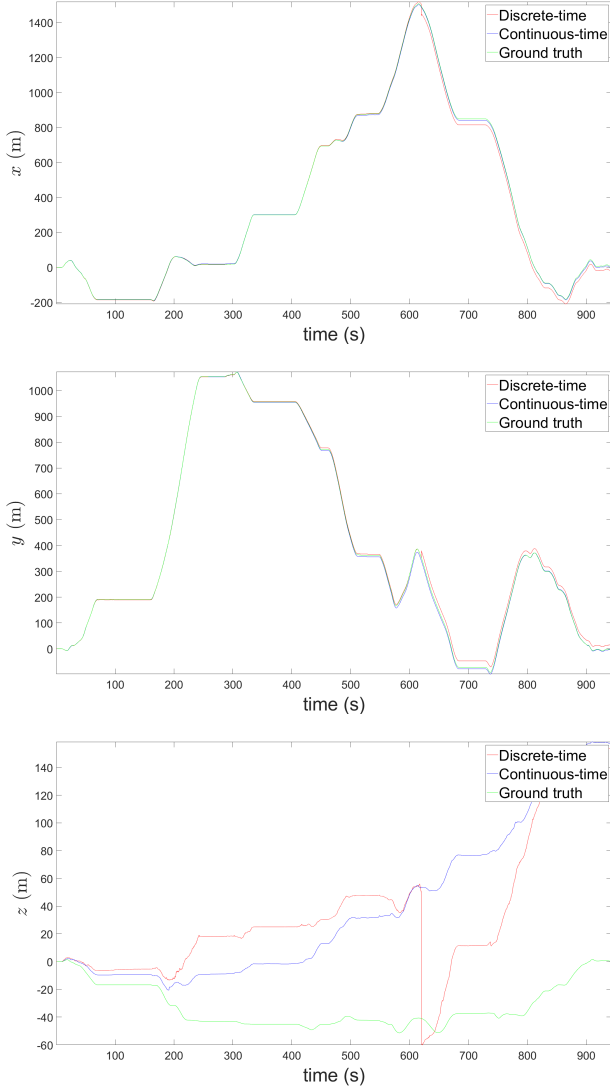 1400
1200
1000
800
600
400
200
0
-200
x (m)
100 200 300 400 500 600 700 800 900
time (s)
Discrete-time
Continuous-time
Ground truth
1000
900
800
700
600
500
400
300
200
100
0
y (m)
100 200 300 400 500 600 700 800 900
time (s)
Discrete-time
Continuous-time
Ground truth
140
120
100
80
60
40
20
0
-20
-40
-60
z (m)
100 200 300 400 500 600 700 800 900
time (s)
Discrete-time
Continuous-time
Ground truth